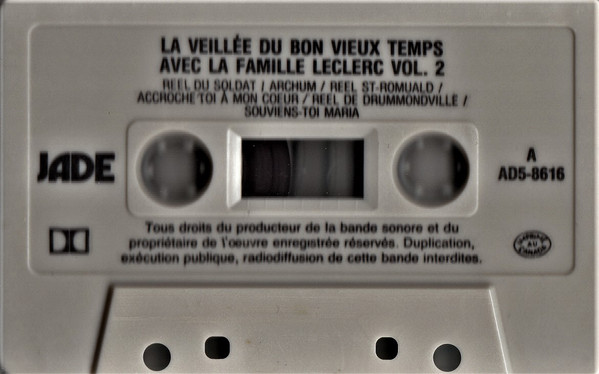 LA VEILLÉE DU BON VIEUX TEMPS
AVEC LA FAMILLE LECLERC VOL. 2
REEL DU SOLDAT / ARCHUM / REEL ST-ROMUALD /
ACCROCHE TOI À MON COEUR / REEL DE DRUMMONDVILLE /
SOUVIENS-TOI MARIA
JADE
A
AD5-8616
Tous droits du producteur de la bande sonore et du
propriétaire de l'oeuvre enregistrée réservés. Duplication,
exécution publique, radiodiffusion de cette bande interdites.
AU
CANADA